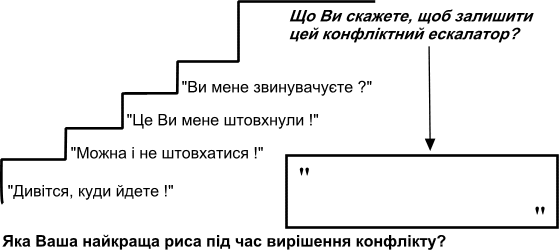 Що Ви скажете, щоб залишити
цей конфліктний ескалатор?
"Ви мене звинувачуєте ?"
"Це Ви мене штовхнули !"
"Можна і не штовхатися !"
"Дивітся, куди йдете !"
"
"
Яка Ваша найкраща риса під час вирішення конфлікту?